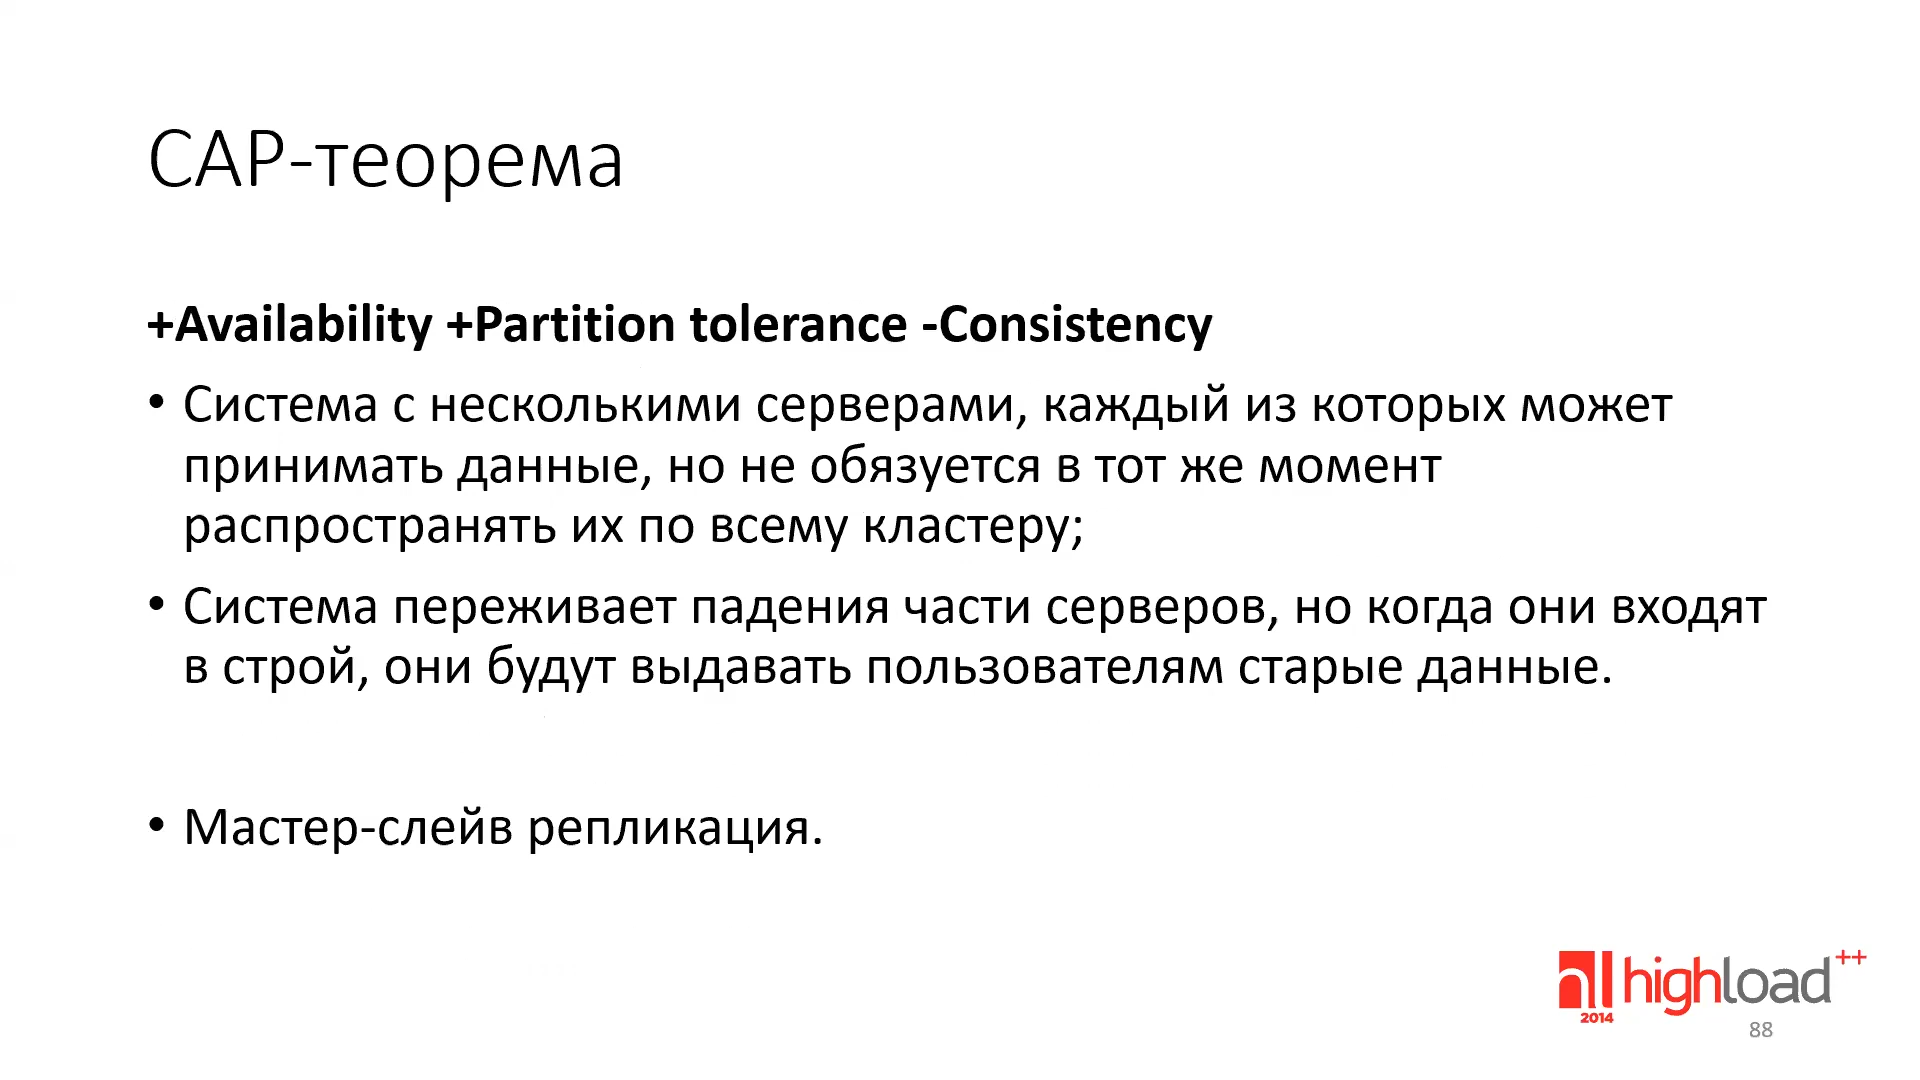 CAP-теорема
+Availability +Partition tolerance -Consistency
• Система с несколькими серверами, каждый из которых может
принимать данные, но не обязуется в тот же момент
распространять их по всему кластеру;
• Система переживает падения части серверов, но когда они входят
в строй, они будут выдавать пользователям старые данные.
• Мастер-слейв репликация.
highload++
2014
88